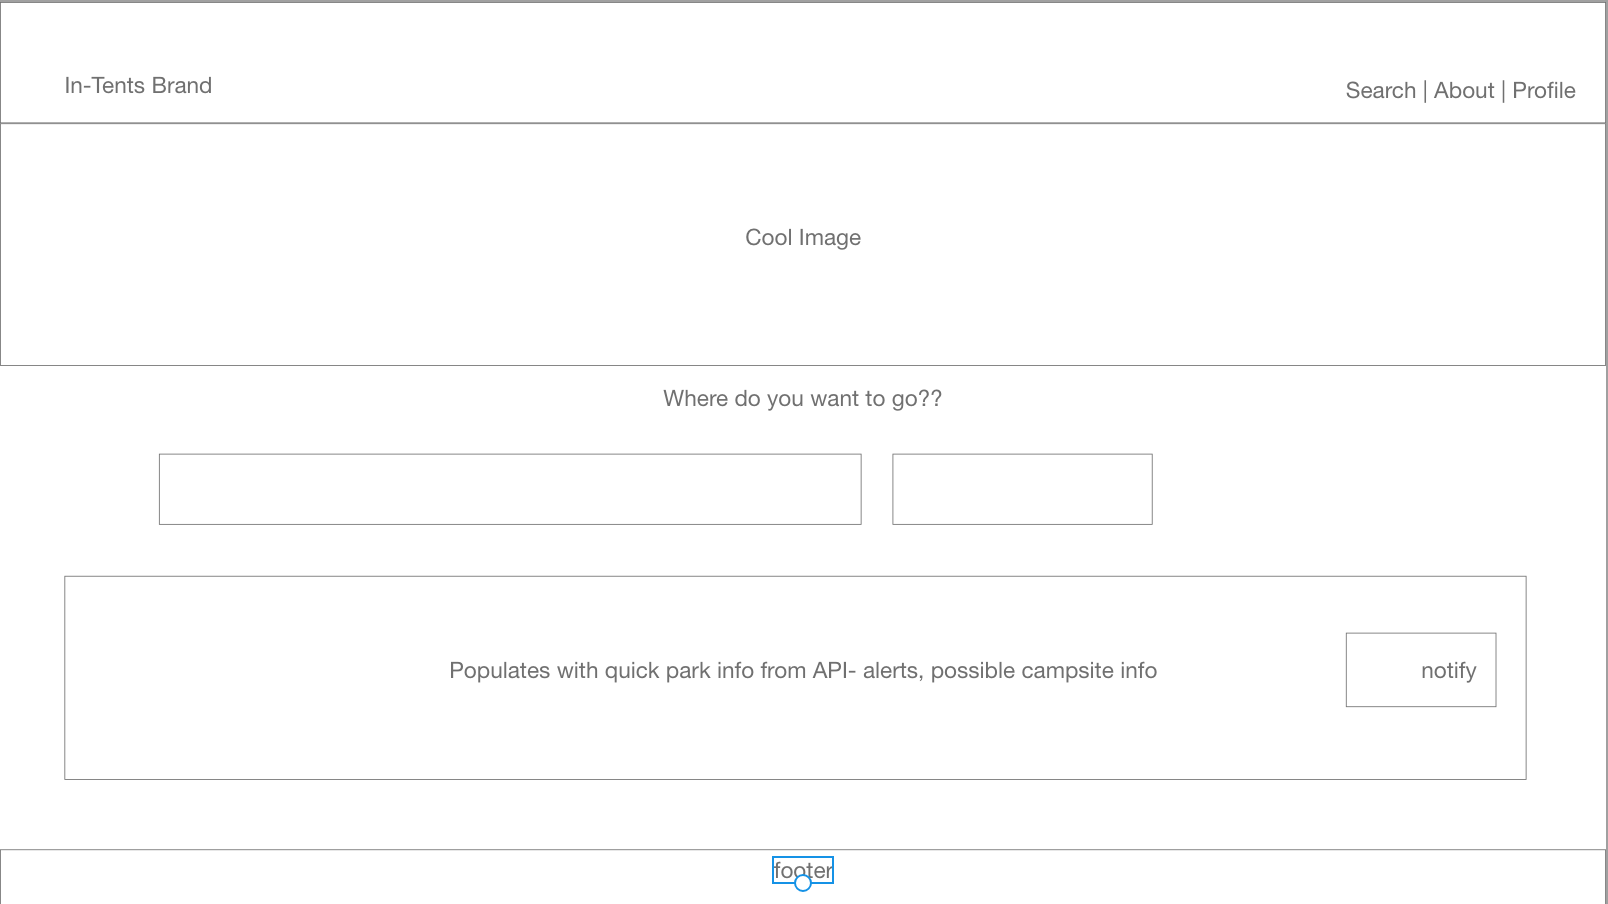 In-Tents Brand
Search | About | Profile
Cool Image
Where do you want to go??
Populates with quick park info from API- alerts, possible campsite info
notify
footer